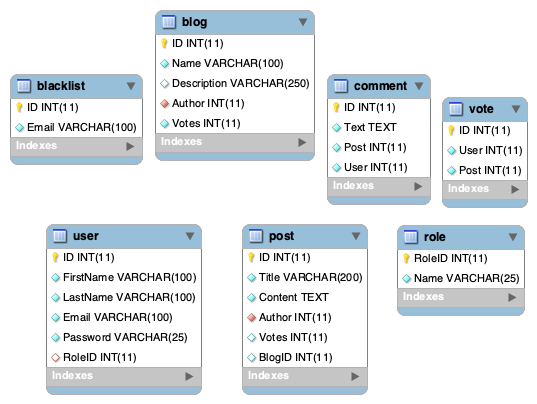 blog
ID INT(11)
Name VARCHAR(100)
Description VARCHAR(250)
Author INT(11)
Votes INT(11)
Indexes
blacklist
ID INT(11)
Email VARCHAR(100)
Indexes
comment
ID INT(11)
Text TEXT
Post INT(11)
User INT(11)
Indexes
vote
ID INT(11)
User INT(11)
Post INT(11)
Indexes
user
ID INT(11)
FirstName VARCHAR(100)
LastName VARCHAR(100)
Email VARCHAR(100)
Password VARCHAR(25)
RoleID INT(11)
Indexes
post
ID INT(11)
Title VARCHAR(200)
Content TEXT
Author INT(11)
Votes INT(11)
BlogID INT(11)
Indexes
role
RoleID INT(11)
Name VARCHAR(25)
Indexes